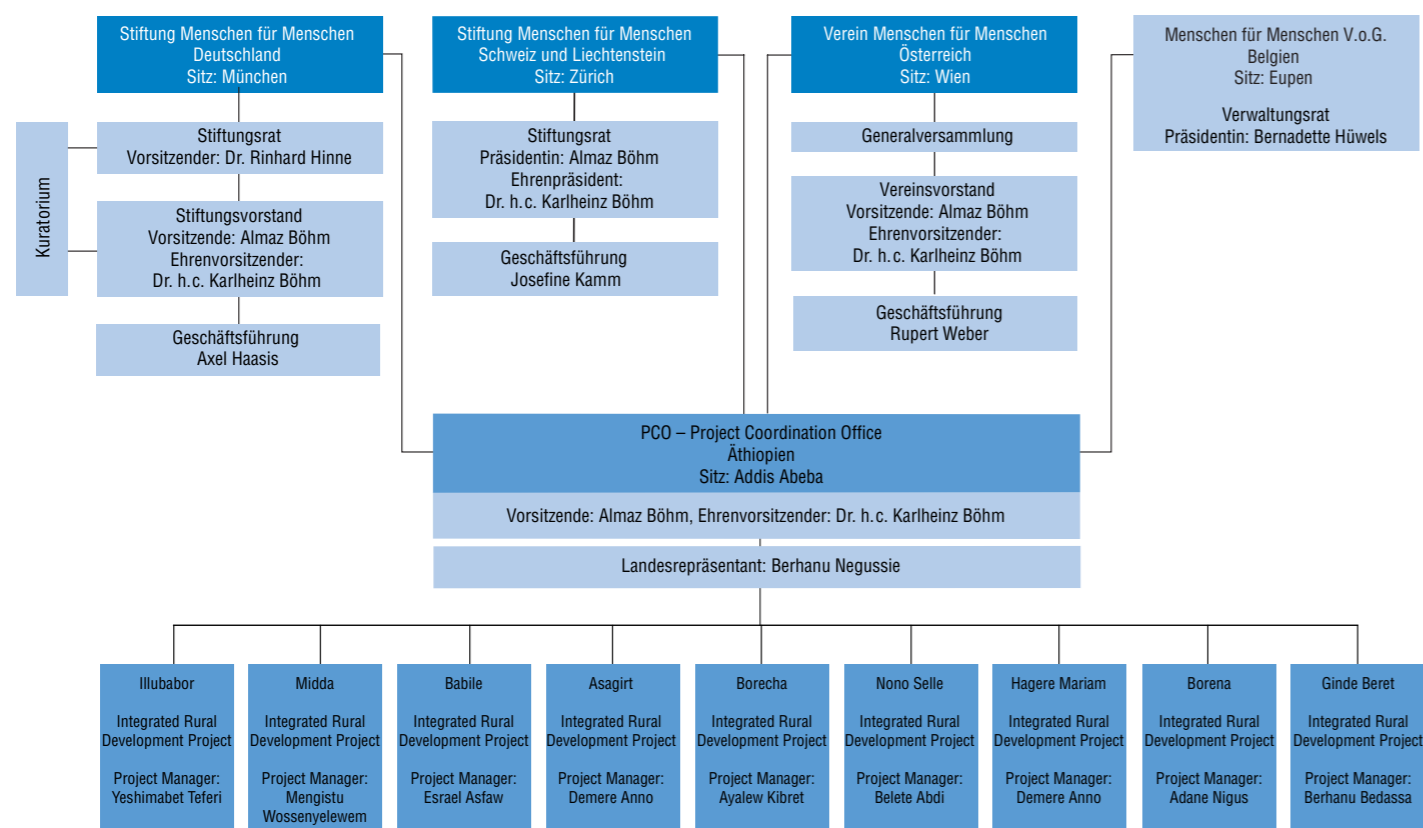 Stiftung Menschen für Menschen
Deutschland
Sitz: München
Kuratorium
Stiftungsrat
Vorsitzender: Dr. Rinhard Hinne
Stiftungsvorstand
Vorsitzende: Almaz Böhm
Ehrenvorsitzender:
Dr. h.c. Karlheinz Böhm
Geschäftsführung
Axel Haasis
Stiftung Menschen für Menschen
Schweiz und Liechtenstein
Sitz: Zürich
Stiftungsrat
Präsidentin: Almaz Böhm
Ehrenpräsident:
Dr. h.c. Karlheinz Böhm
Geschäftsführung
Josefine Kamm
Verein Menschen für Menschen
Österreich
Sitz: Wien
Generalversammlung
Vereinsvorstand
Vorsitzende: Almaz Böhm
Ehrenvorsitzender:
Dr. h.c. Karlheinz Böhm
Geschäftsführung
Rupert Weber
Menschen für Menschen V.o.G.
Belgien
Sitz: Eupen
Verwaltungsrat
Präsidentin: Bernadette Hüwels
PCO – Project Coordination Office
Äthiopien
Sitz: Addis Abeba
Vorsitzende: Almaz Böhm, Ehrenvorsitzender: Dr. h.c. Karlheinz Böhm
Landesrepräsentant: Berhanu Negussie
Illubabor
Integrated Rural
Development Project
Project Manager:
Yeshimabet Teferi
Midda
Integrated Rural
Development Project
Project Manager:
Mengistu
Wossenyelewem
Babile
Integrated Rural
Development Project
Project Manager:
Esrael Asfaw
Asagirt
Integrated Rural
Development Project
Project Manager:
Demere Anno
Borecha
Integrated Rural
Development Project
Project Manager:
Ayalew Kibret
Nono Selle
Integrated Rural
Development Project
Project Manager:
Belete Abdi
Hagere Mariam
Integrated Rural
Development Project
Project Manager:
Demere Anno
Borena
Integrated Rural
Development Project
Project Manager:
Adane Nigus
Ginde Beret
Integrated Rural
Development Project
Project Manager:
Berhanu Bedassa